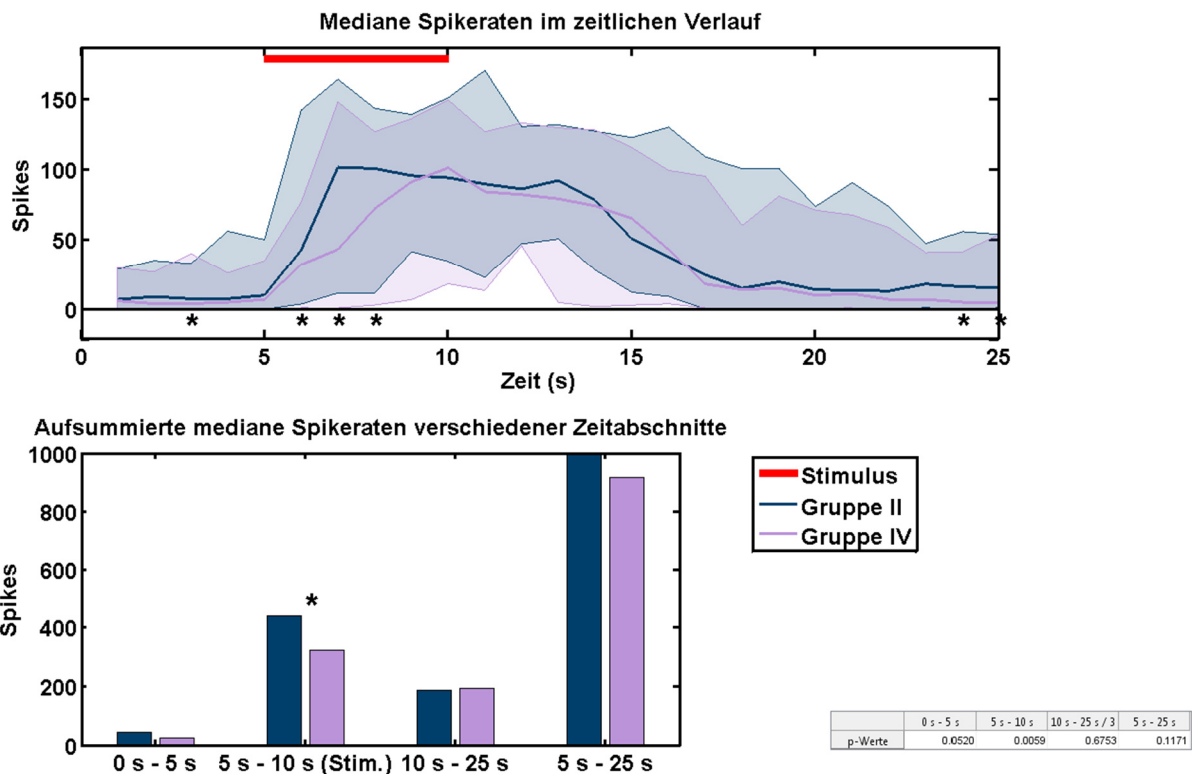 Mediane Spikeraten im zeitlichen Verlauf
150
100
50
0
Spikes
* * * * * *
0 5 10 15 20 25
Zeit (s)
Aufsummierte mediane Spikeraten verschiedener Zeitabschnitte
1000
800
600
400
200
0
Spikes
*
0 s - 5 s 5 s - 10 s (Stim.) 10 s - 25 s 5 s - 25 s
Stimulus
Gruppe II
Gruppe IV
0 s - 5 s 5 s - 10 s 10 s - 25 s / 3 5 s - 25 s
p-Werte 0.0520 0.0059 0.6753 0.1171